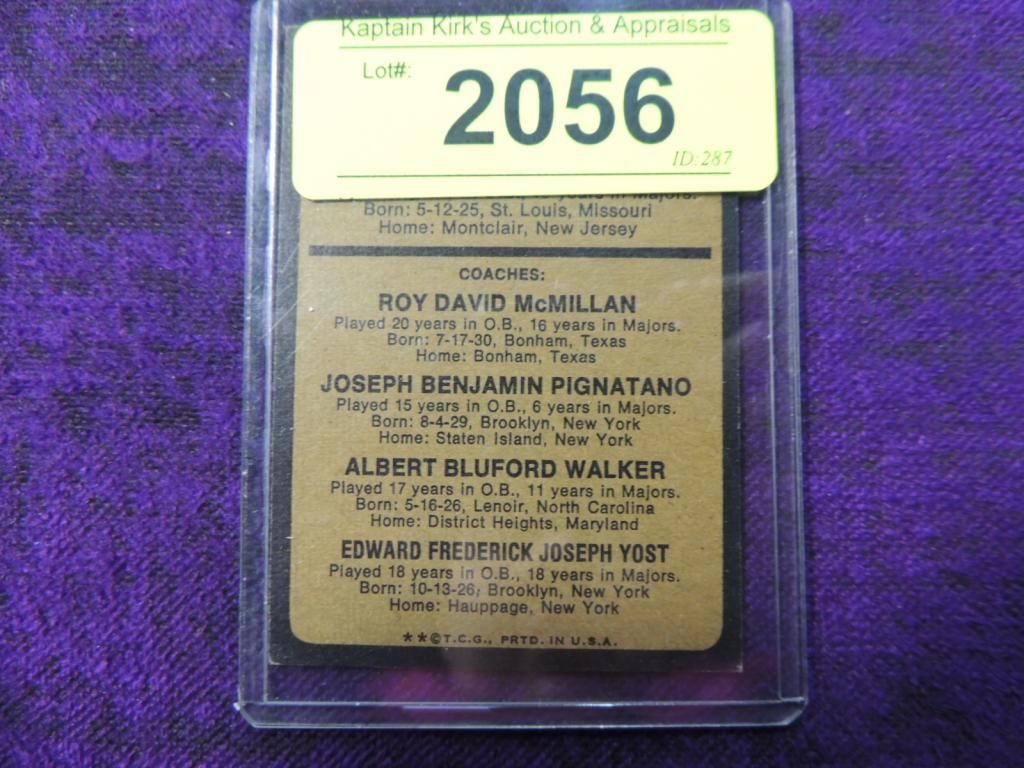 Kaptain Kirk's Auction & Appraisals
Lot#:
2056
ID:287
years in Majors.
Born: 5-12-25, St. Louis, Missouri
Home: Montclair, New Jersey
COACHES:
ROY DAVID McMILLAN
Played 20 years in O.B., 16 years in Majors.
Born: 7-17-30, Bonham, Texas
Home: Bonham, Texas
JOSEPH BENJAMIN PIGNATANO
Played 15 years in O.B., 6 years in Majors.
Born: 8-4-29, Brooklyn, New York
Home: Staten Island, New York
ALBERT BLUFORD WALKER
Played 17 years in O.B., 11 years in Majors.
Born: 5-16-26, Lenoir, North Carolina
Home: District Heights, Maryland
EDWARD FREDERICK JOSEPH YOST
Played 18 years in O.B., 18 years in Majors.
Born: 10-13-26, Brooklyn, New York
Home: Hauppage, New York
**©T.C.G., PRTD. IN U.S.A.